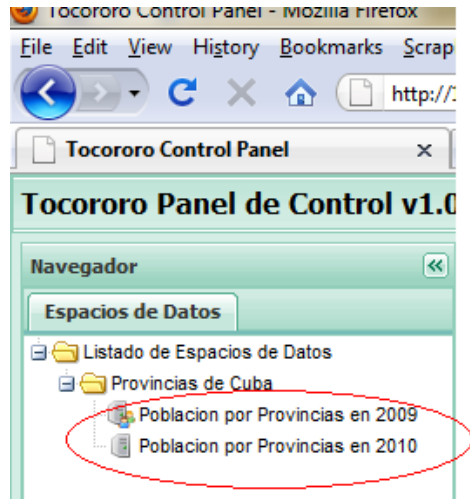 Tocororo Control Panel - Mozilla Firefox
File Edit View History Bookmarks Scrap
http://
Tocororo Control Panel
Tocororo Panel de Control v1.0
Navegador
Espacios de Datos
Listado de Espacios de Datos
Provincias de Cuba
Poblacion por Provincias en 2009
Poblacion por Provincias en 2010